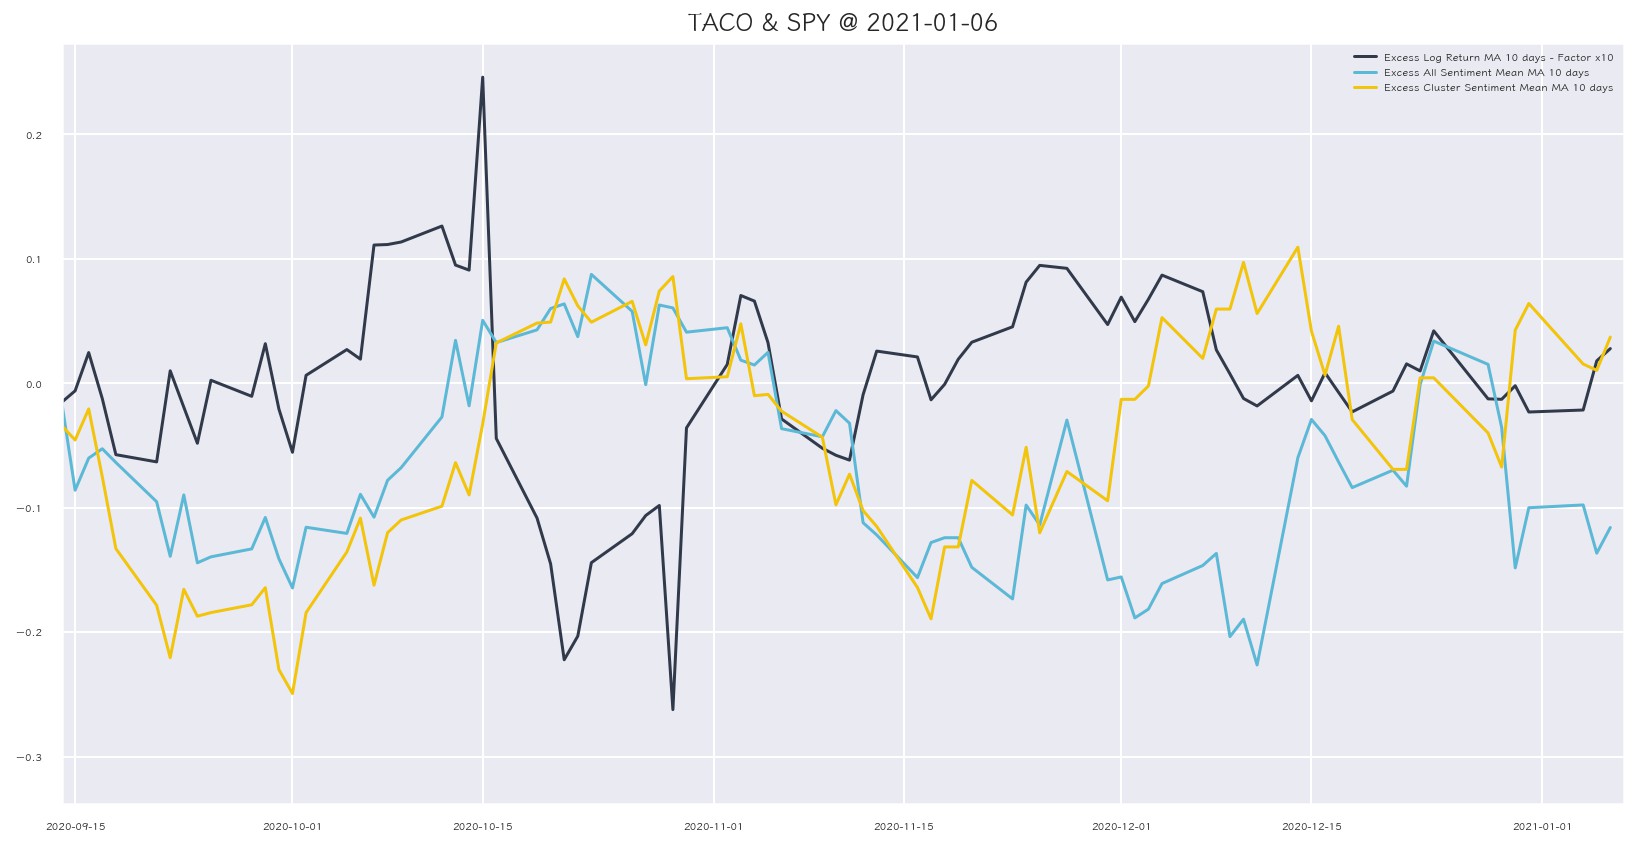 TACO & SPY @ 2021-01-06
Excess Log Return MA 10 days - Factor x10
Excess All Sentiment Mean MA 10 days
Excess Cluster Sentiment Mean MA 10 days
0.2
0.1
0.0
−0.1
−0.2
−0.3
2020-09-15 2020-10-01 2020-10-15 2020-11-01 2020-11-15 2020-12-01 2020-12-15 2021-01-01